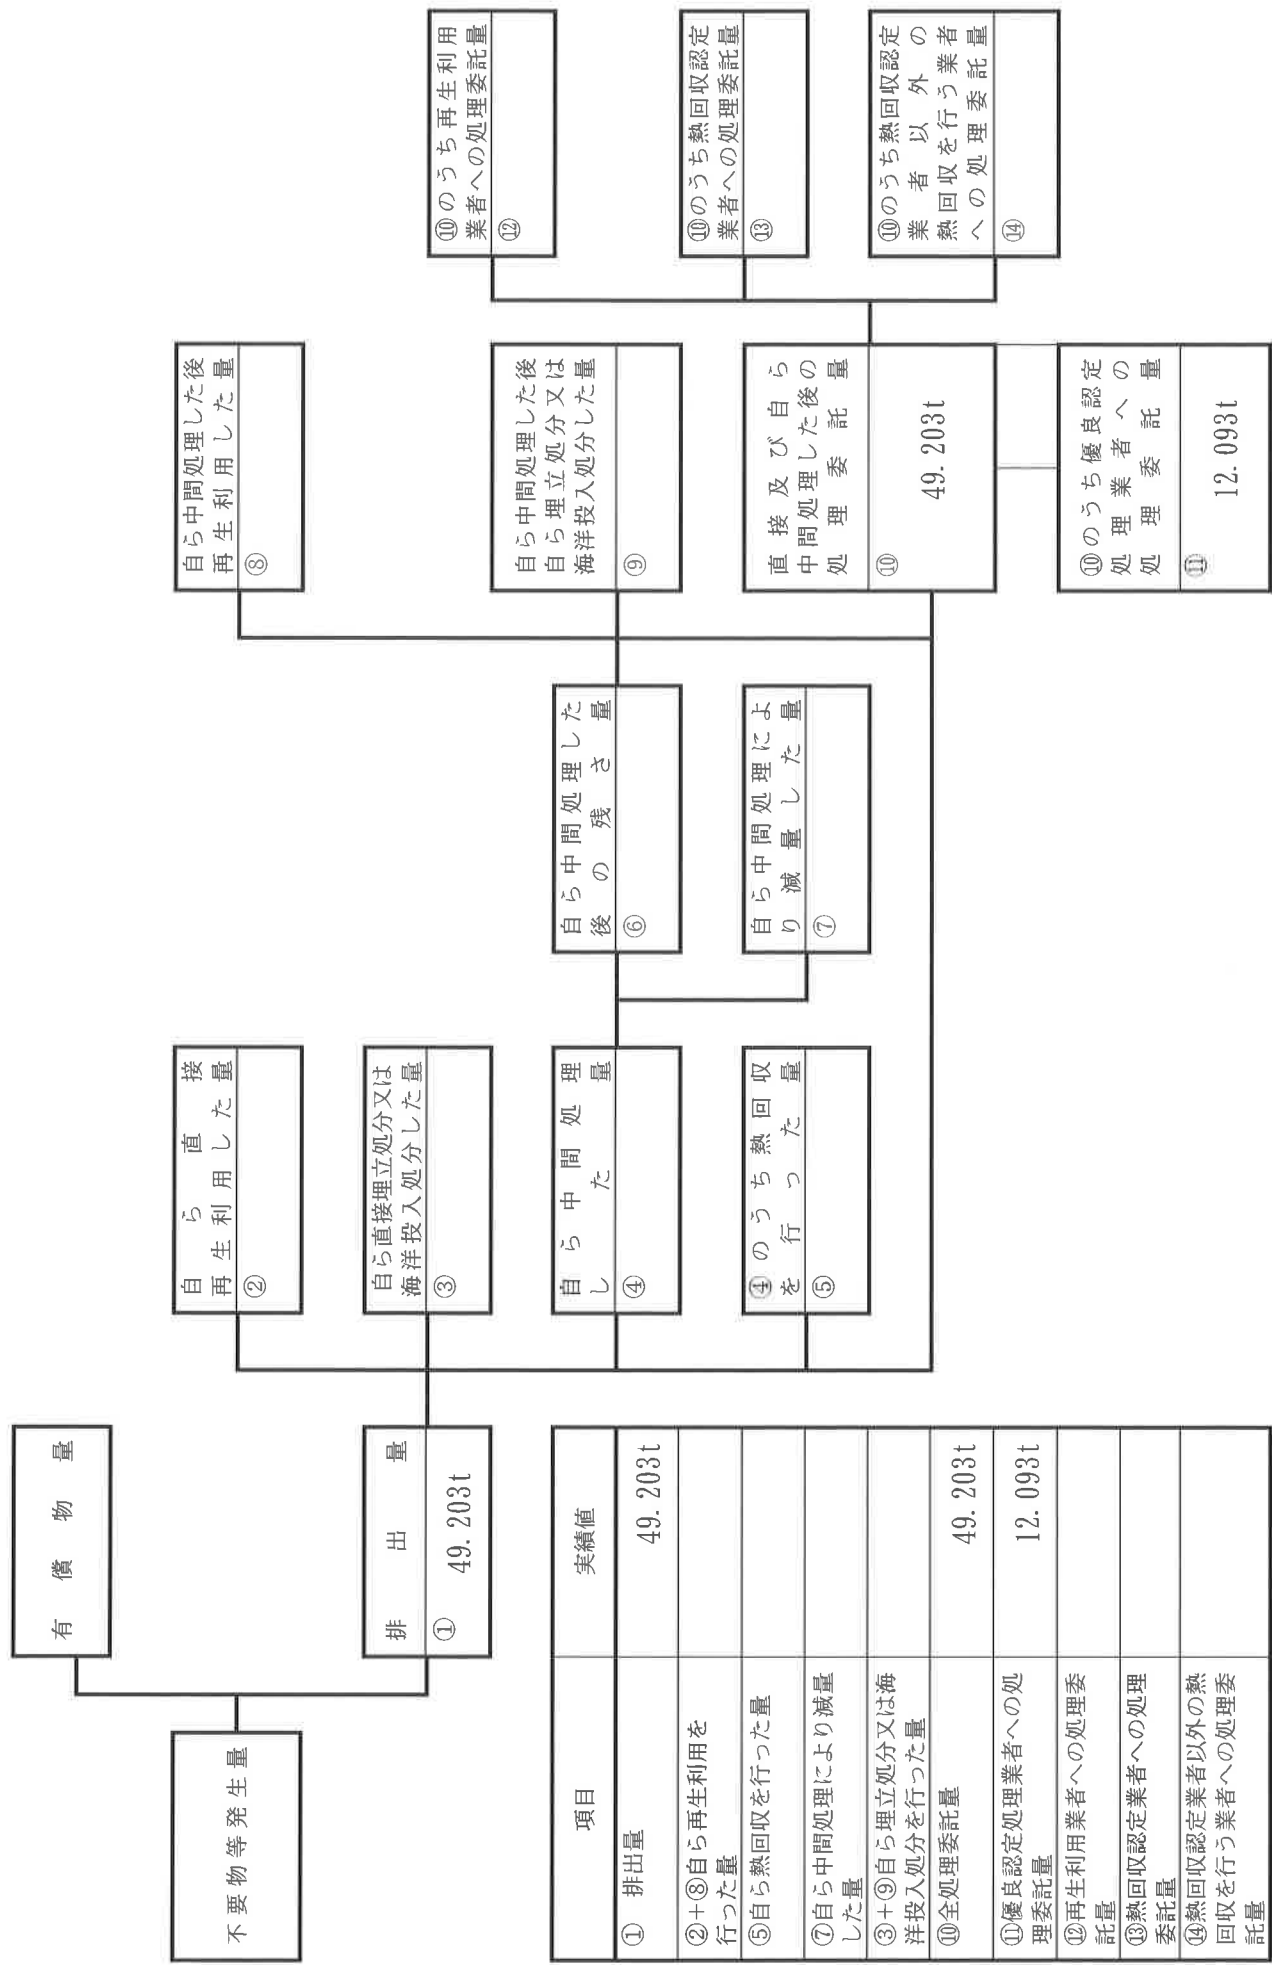 不要物等発生量
有償物量
排出量
① 49.203t
自ら直接
再生利用した量
②
自ら直接埋立処分又は
海洋投入処分した量
③
自ら中間処理
した量
④
④のうち熱回収
を行った量
⑤
自ら中間処理した
後の残さ量
⑥
自ら中間処理によ
り減量した量
⑦
自ら中間処理した後
再生利用した量
⑧
自ら中間処理した後
自ら埋立処分又は
海洋投入処分した量
⑨
直接及び自ら
中間処理した後の
処理委託量
⑩
49.203t
⑩のうち優良認定
処理業者への
処理委託量
⑪
12.093t
⑩のうち再生利用
業者への処理委託量
⑫
⑩のうち熱回収認定
業者への処理委託量
⑬
⑩のうち熱回収認定
業者以外の
熱回収を行う業者
への処理委託量
⑭
項目 実績値
① 排出量 49.203t
②+⑧自ら再生利用を
行った量
⑤自ら熱回収を行った量
⑦自ら中間処理により減量
した量
③+⑨自ら埋立処分又は海
洋投入処分を行った量
⑩全処理委託量 49.203t
⑪優良認定処理業者への処
理委託量 12.093t
⑫再生利用業者への処理委
託量
⑬熱回収認定業者への処理
委託量
⑭熱回収認定業者以外の熱
回収を行う業者への処理委
託量